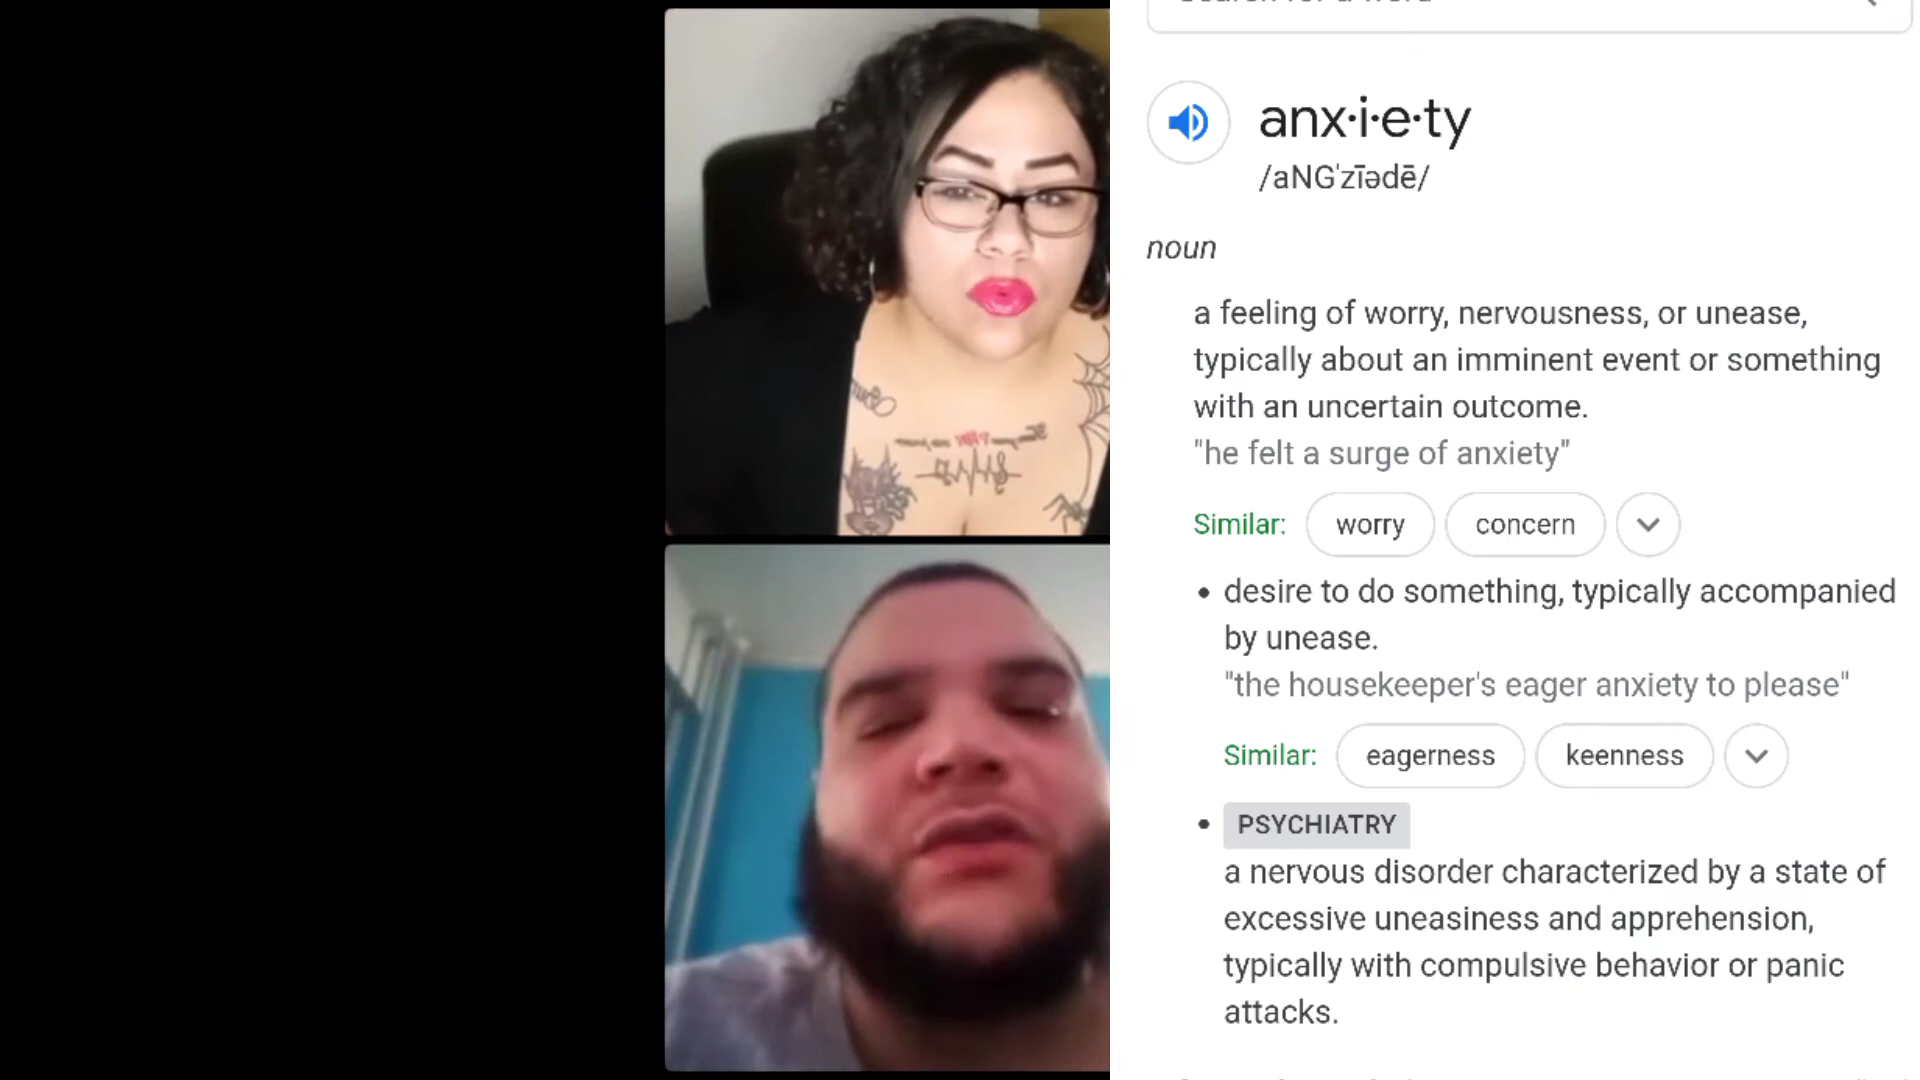 anx·i·e·ty
/aNGˈzīədē/
noun
a feeling of worry, nervousness, or unease,
typically about an imminent event or something
with an uncertain outcome.
"he felt a surge of anxiety"
Similar: worry concern
• desire to do something, typically accompanied
by unease.
"the housekeeper's eager anxiety to please"
Similar: eagerness keenness
• PSYCHIATRY
a nervous disorder characterized by a state of
excessive uneasiness and apprehension,
typically with compulsive behavior or panic
attacks.